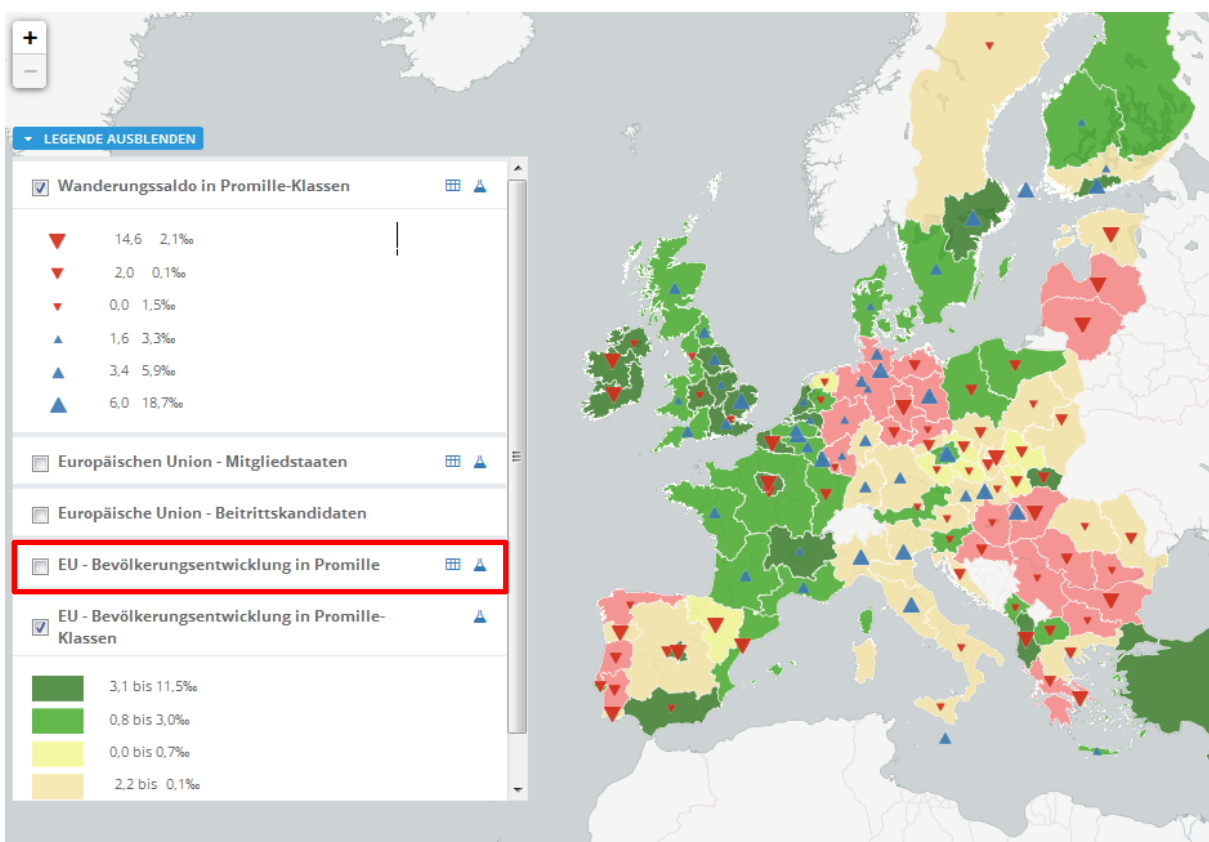 +
−
LEGENDE AUSBLENDEN
Wanderungssaldo in Promille-Klassen
14,6 2,1‰
2,0 0,1‰
0,0 1,5‰
1,6 3,3‰
3,4 5,9‰
6,0 18,7‰
Europäischen Union - Mitgliedstaaten
Europäische Union - Beitrittskandidaten
EU - Bevölkerungsentwicklung in Promille
EU - Bevölkerungsentwicklung in Promille-
Klassen
3,1 bis 11,5‰
0,8 bis 3,0‰
0,0 bis 0,7‰
2,2 bis 0,1‰